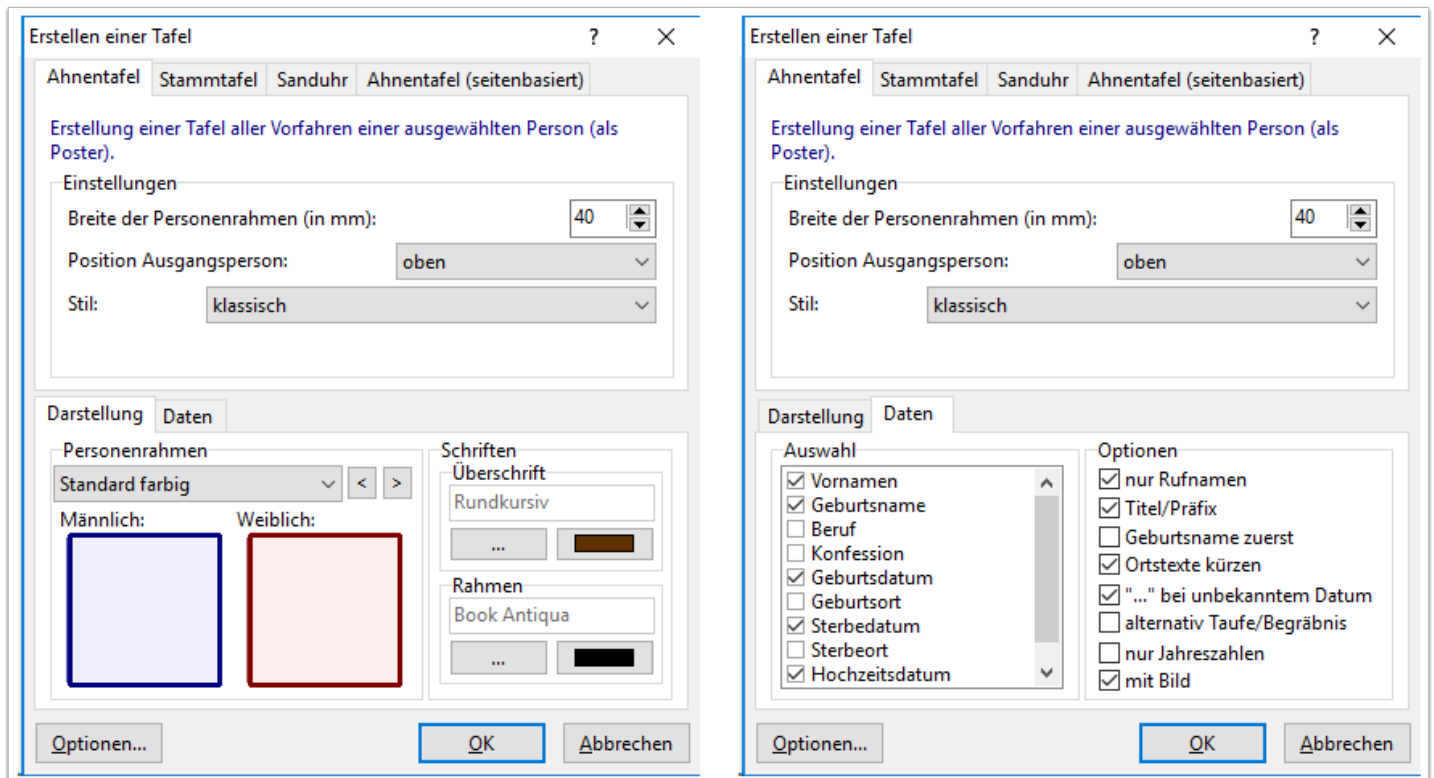 Erstellen einer Tafel ? ×
Ahnentafel Stammtafel Sanduhr Ahnentafel (seitenbasiert)
Erstellung einer Tafel aller Vorfahren einer ausgewählten Person (als
Poster).
Einstellungen
Breite der Personenrahmen (in mm): 40
Position Ausgangsperson: oben
Stil: klassisch
Darstellung Daten
Personenrahmen
Standard farbig < >
Männlich: Weiblich:
Schriften
Überschrift
Rundkursiv
...
Rahmen
Book Antiqua
...
Optionen... OK Abbrechen
Erstellen einer Tafel ? ×
Ahnentafel Stammtafel Sanduhr Ahnentafel (seitenbasiert)
Erstellung einer Tafel aller Vorfahren einer ausgewählten Person (als
Poster).
Einstellungen
Breite der Personenrahmen (in mm): 40
Position Ausgangsperson: oben
Stil: klassisch
Darstellung Daten
Auswahl
Vornamen
Geburtsname
Beruf
Konfession
Geburtsdatum
Geburtsort
Sterbedatum
Sterbeort
Hochzeitsdatum
Optionen
nur Rufnamen
Titel/Präfix
Geburtsname zuerst
Ortstexte kürzen
"..." bei unbekanntem Datum
alternativ Taufe/Begräbnis
nur Jahreszahlen
mit Bild
Optionen... OK Abbrechen